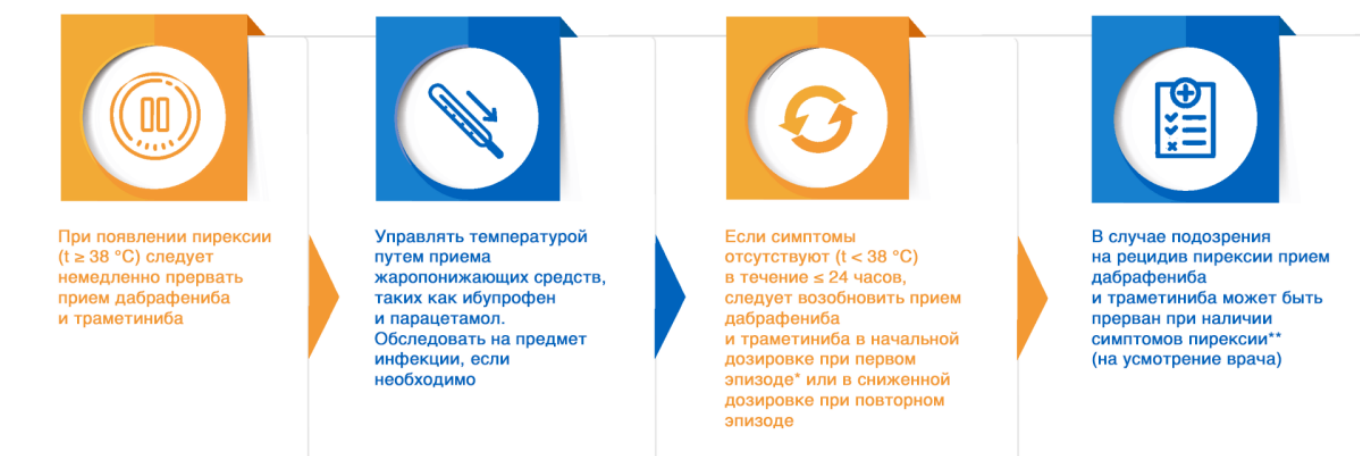 При появлении пирексии
(t ≥ 38 °C) следует
немедленно прервать
прием дабрафениба
и траметиниба
Управлять температурой
путем приема
жаропонижающих средств,
таких как ибупрофен
и парацетамол.
Обследовать на предмет
инфекции, если
необходимо
Если симптомы
отсутствуют (t < 38 °C)
в течение ≤ 24 часов,
следует возобновить прием
дабрафениба
и траметиниба в начальной
дозировке при первом
эпизоде* или в сниженной
дозировке при повторном
эпизоде
В случае подозрения
на рецидив пирексии прием
дабрафениба
и траметиниба может быть
прерван при наличии
симптомов пирексии**
(на усмотрение врача)